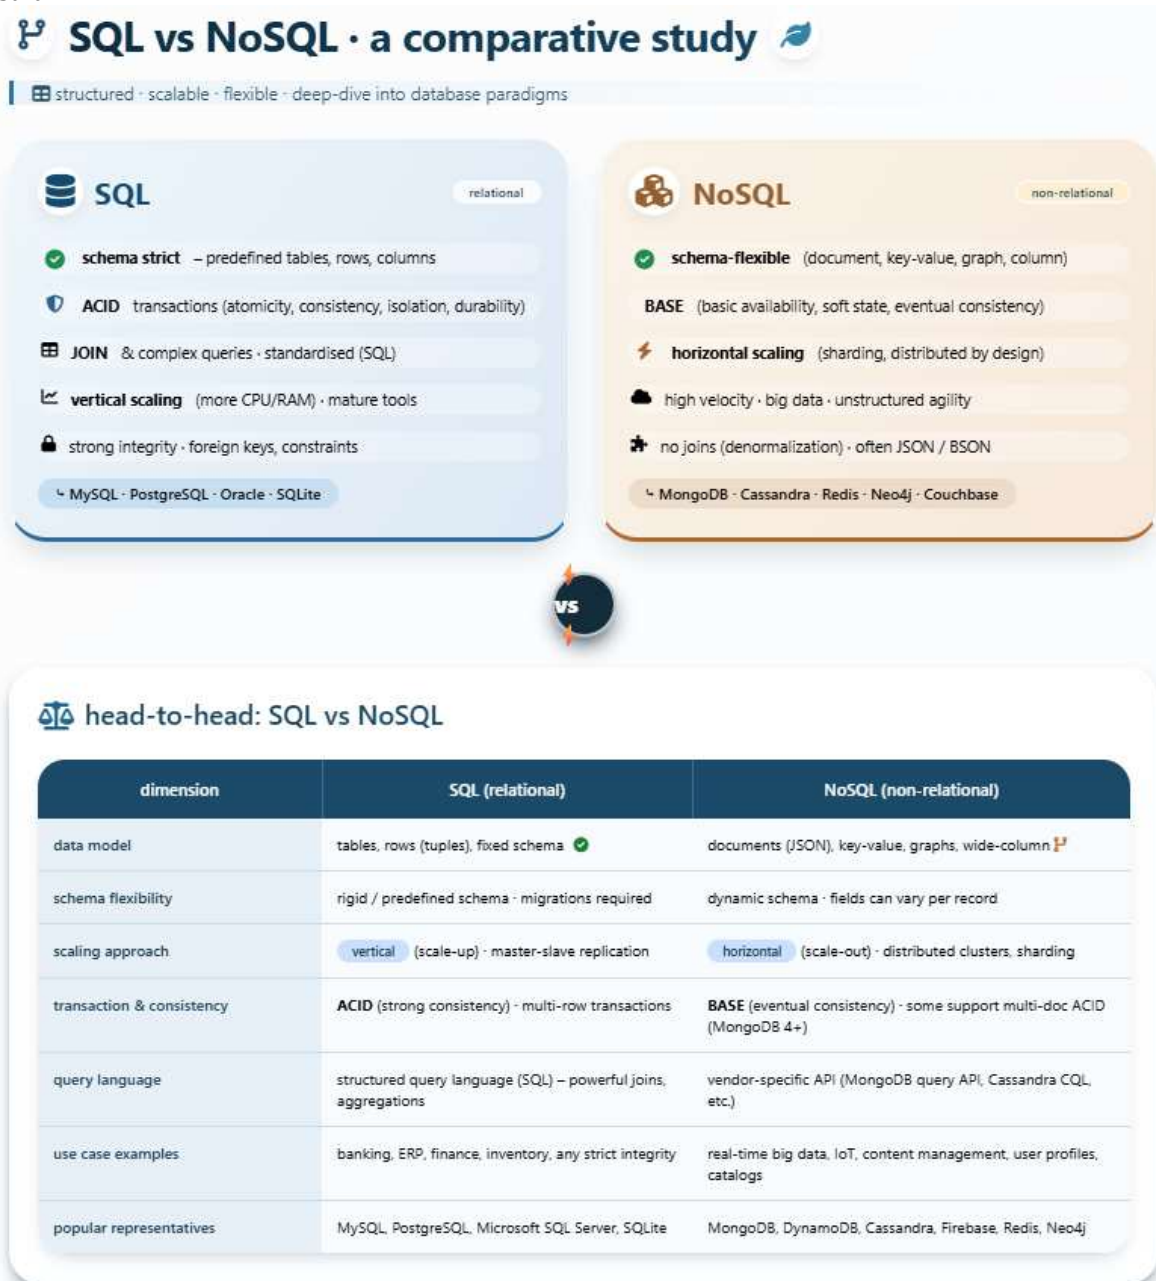 SQL vs NoSQL · a comparative study
structured · scalable · flexible · deep-dive into database paradigms
SQL
relational
schema strict – predefined tables, rows, columns
ACID transactions (atomicity, consistency, isolation, durability)
JOIN & complex queries · standardised (SQL)
vertical scaling (more CPU/RAM) · mature tools
strong integrity · foreign keys, constraints
↳ MySQL · PostgreSQL · Oracle · SQLite
NoSQL
non-relational
schema-flexible (document, key-value, graph, column)
BASE (basic availability, soft state, eventual consistency)
horizontal scaling (sharding, distributed by design)
high velocity · big data · unstructured agility
no joins (denormalization) · often JSON / BSON
↳ MongoDB · Cassandra · Redis · Neo4j · Couchbase
vs
head-to-head: SQL vs NoSQL
dimension
SQL (relational)
NoSQL (non-relational)
data model
tables, rows (tuples), fixed schema
documents (JSON), key-value, graphs, wide-column
schema flexibility
rigid / predefined schema · migrations required
dynamic schema · fields can vary per record
scaling approach
vertical (scale-up) · master-slave replication
horizontal (scale-out) · distributed clusters, sharding
transaction & consistency
ACID (strong consistency) · multi-row transactions
BASE (eventual consistency) · some support multi-doc ACID
(MongoDB 4+)
query language
structured query language (SQL) – powerful joins,
aggregations
vendor-specific API (MongoDB query API, Cassandra CQL,
etc.)
use case examples
banking, ERP, finance, inventory, any strict integrity
real-time big data, IoT, content management, user profiles,
catalogs
popular representatives
MySQL, PostgreSQL, Microsoft SQL Server, SQLite
MongoDB, DynamoDB, Cassandra, Firebase, Redis, Neo4j